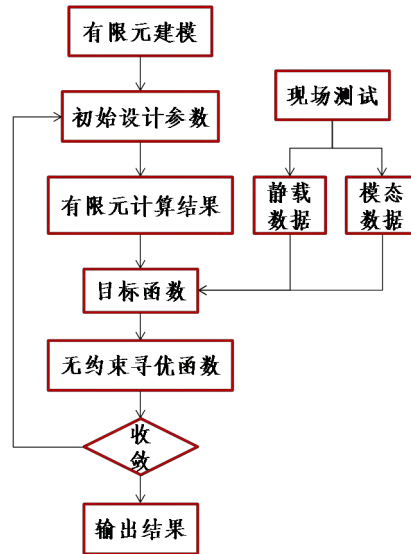 有限元建模
初始设计参数
现场测试
有限元计算结果
静载
数据
模态
数据
目标函数
无约束寻优函数
收
敛
输出结果